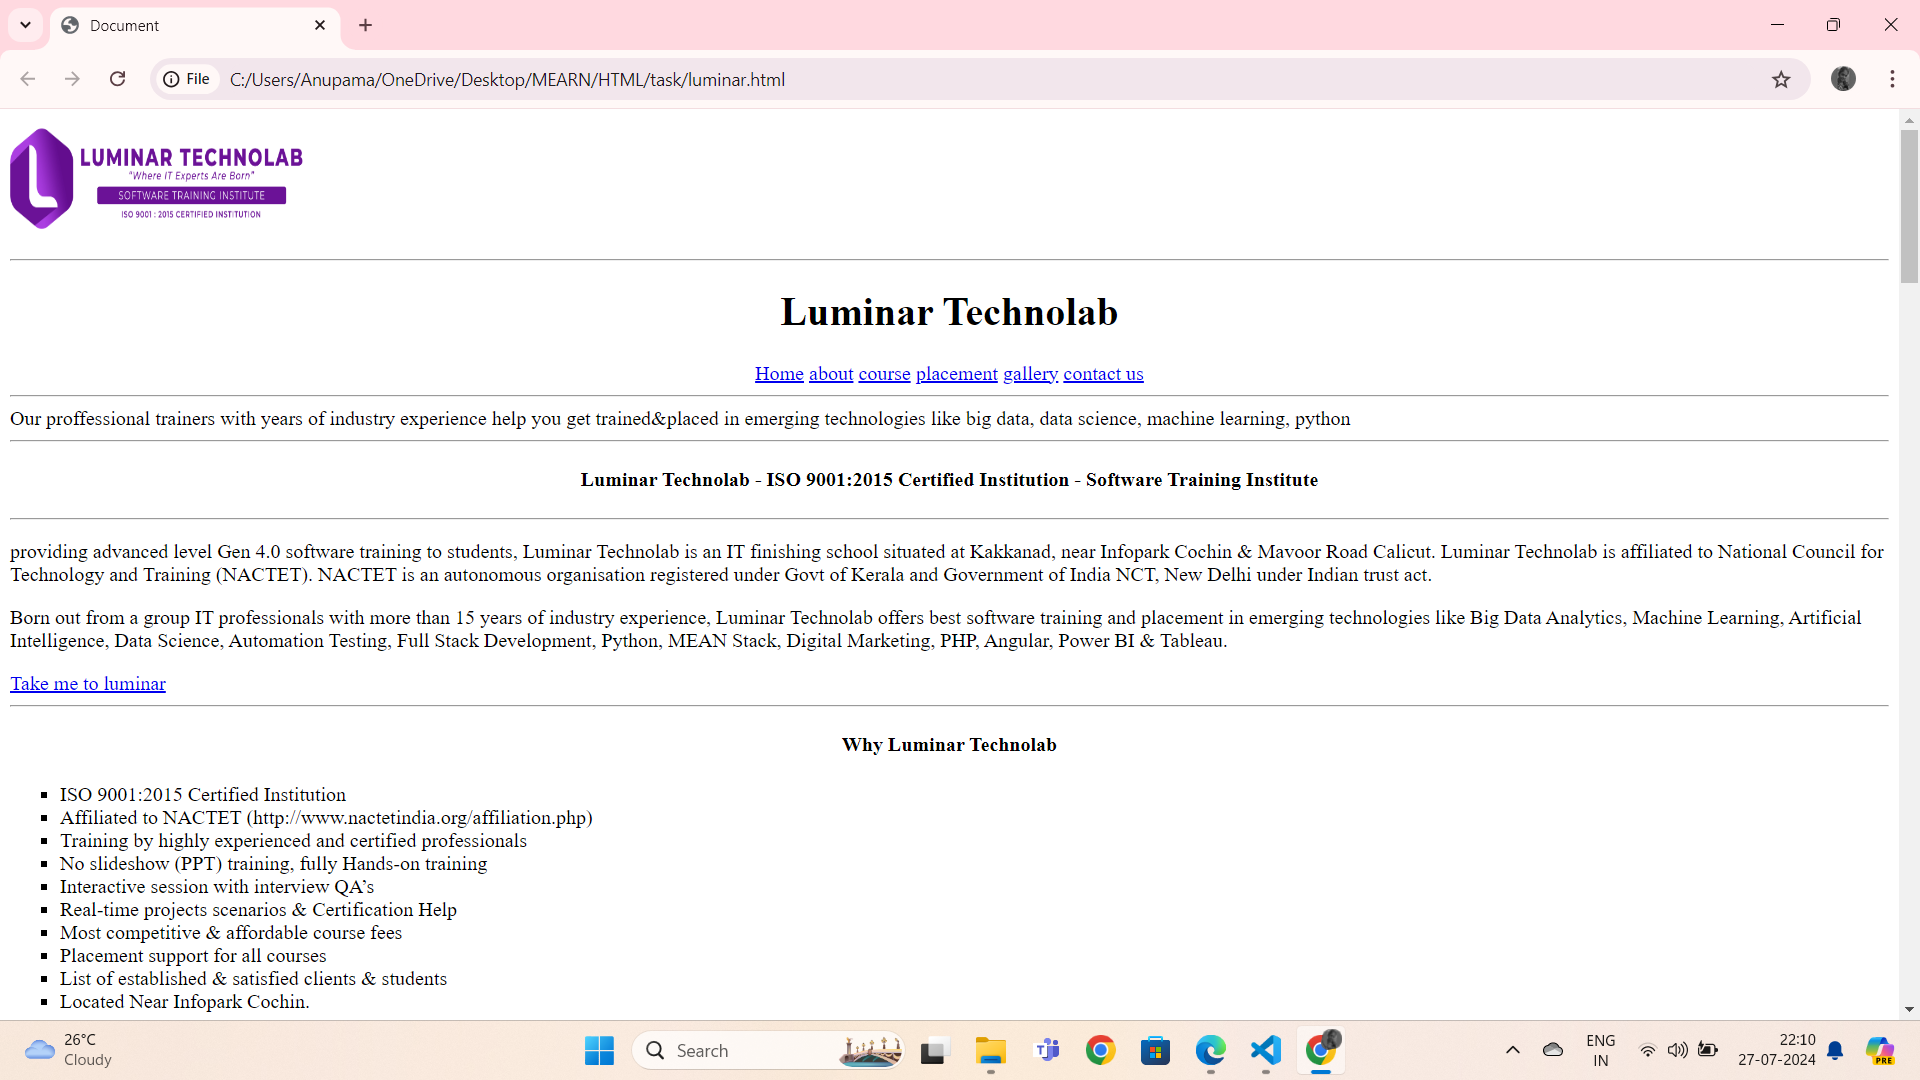 Document
File
C:/Users/Anupama/OneDrive/Desktop/MEARN/HTML/task/luminar.html
LUMINAR TECHNOLAB
"Where IT Experts Are Born"
SOFTWARE TRAINING INSTITUTE
ISO 9001 : 2015 CERTIFIED INSTITUTION
Luminar Technolab
Home about course placement gallery contact us
Our proffessional trainers with years of industry experience help you get trained&placed in emerging technologies like big data, data science, machine learning, python
Luminar Technolab - ISO 9001:2015 Certified Institution - Software Training Institute
providing advanced level Gen 4.0 software training to students, Luminar Technolab is an IT finishing school situated at Kakkanad, near Infopark Cochin & Mavoor Road Calicut. Luminar Technolab is affiliated to National Council for
Technology and Training (NACTET). NACTET is an autonomous organisation registered under Govt of Kerala and Government of India NCT, New Delhi under Indian trust act.
Born out from a group IT professionals with more than 15 years of industry experience, Luminar Technolab offers best software training and placement in emerging technologies like Big Data Analytics, Machine Learning, Artificial
Intelligence, Data Science, Automation Testing, Full Stack Development, Python, MEAN Stack, Digital Marketing, PHP, Angular, Power BI & Tableau.
Take me to luminar
Why Luminar Technolab
ISO 9001:2015 Certified Institution
Affiliated to NACTET (http://www.nactetindia.org/affiliation.php)
Training by highly experienced and certified professionals
No slideshow (PPT) training, fully Hands-on training
Interactive session with interview QA’s
Real-time projects scenarios & Certification Help
Most competitive & affordable course fees
Placement support for all courses
List of established & satisfied clients & students
Located Near Infopark Cochin.
26°C
Cloudy
Search
ENG
IN
22:10
27-07-2024
PRE